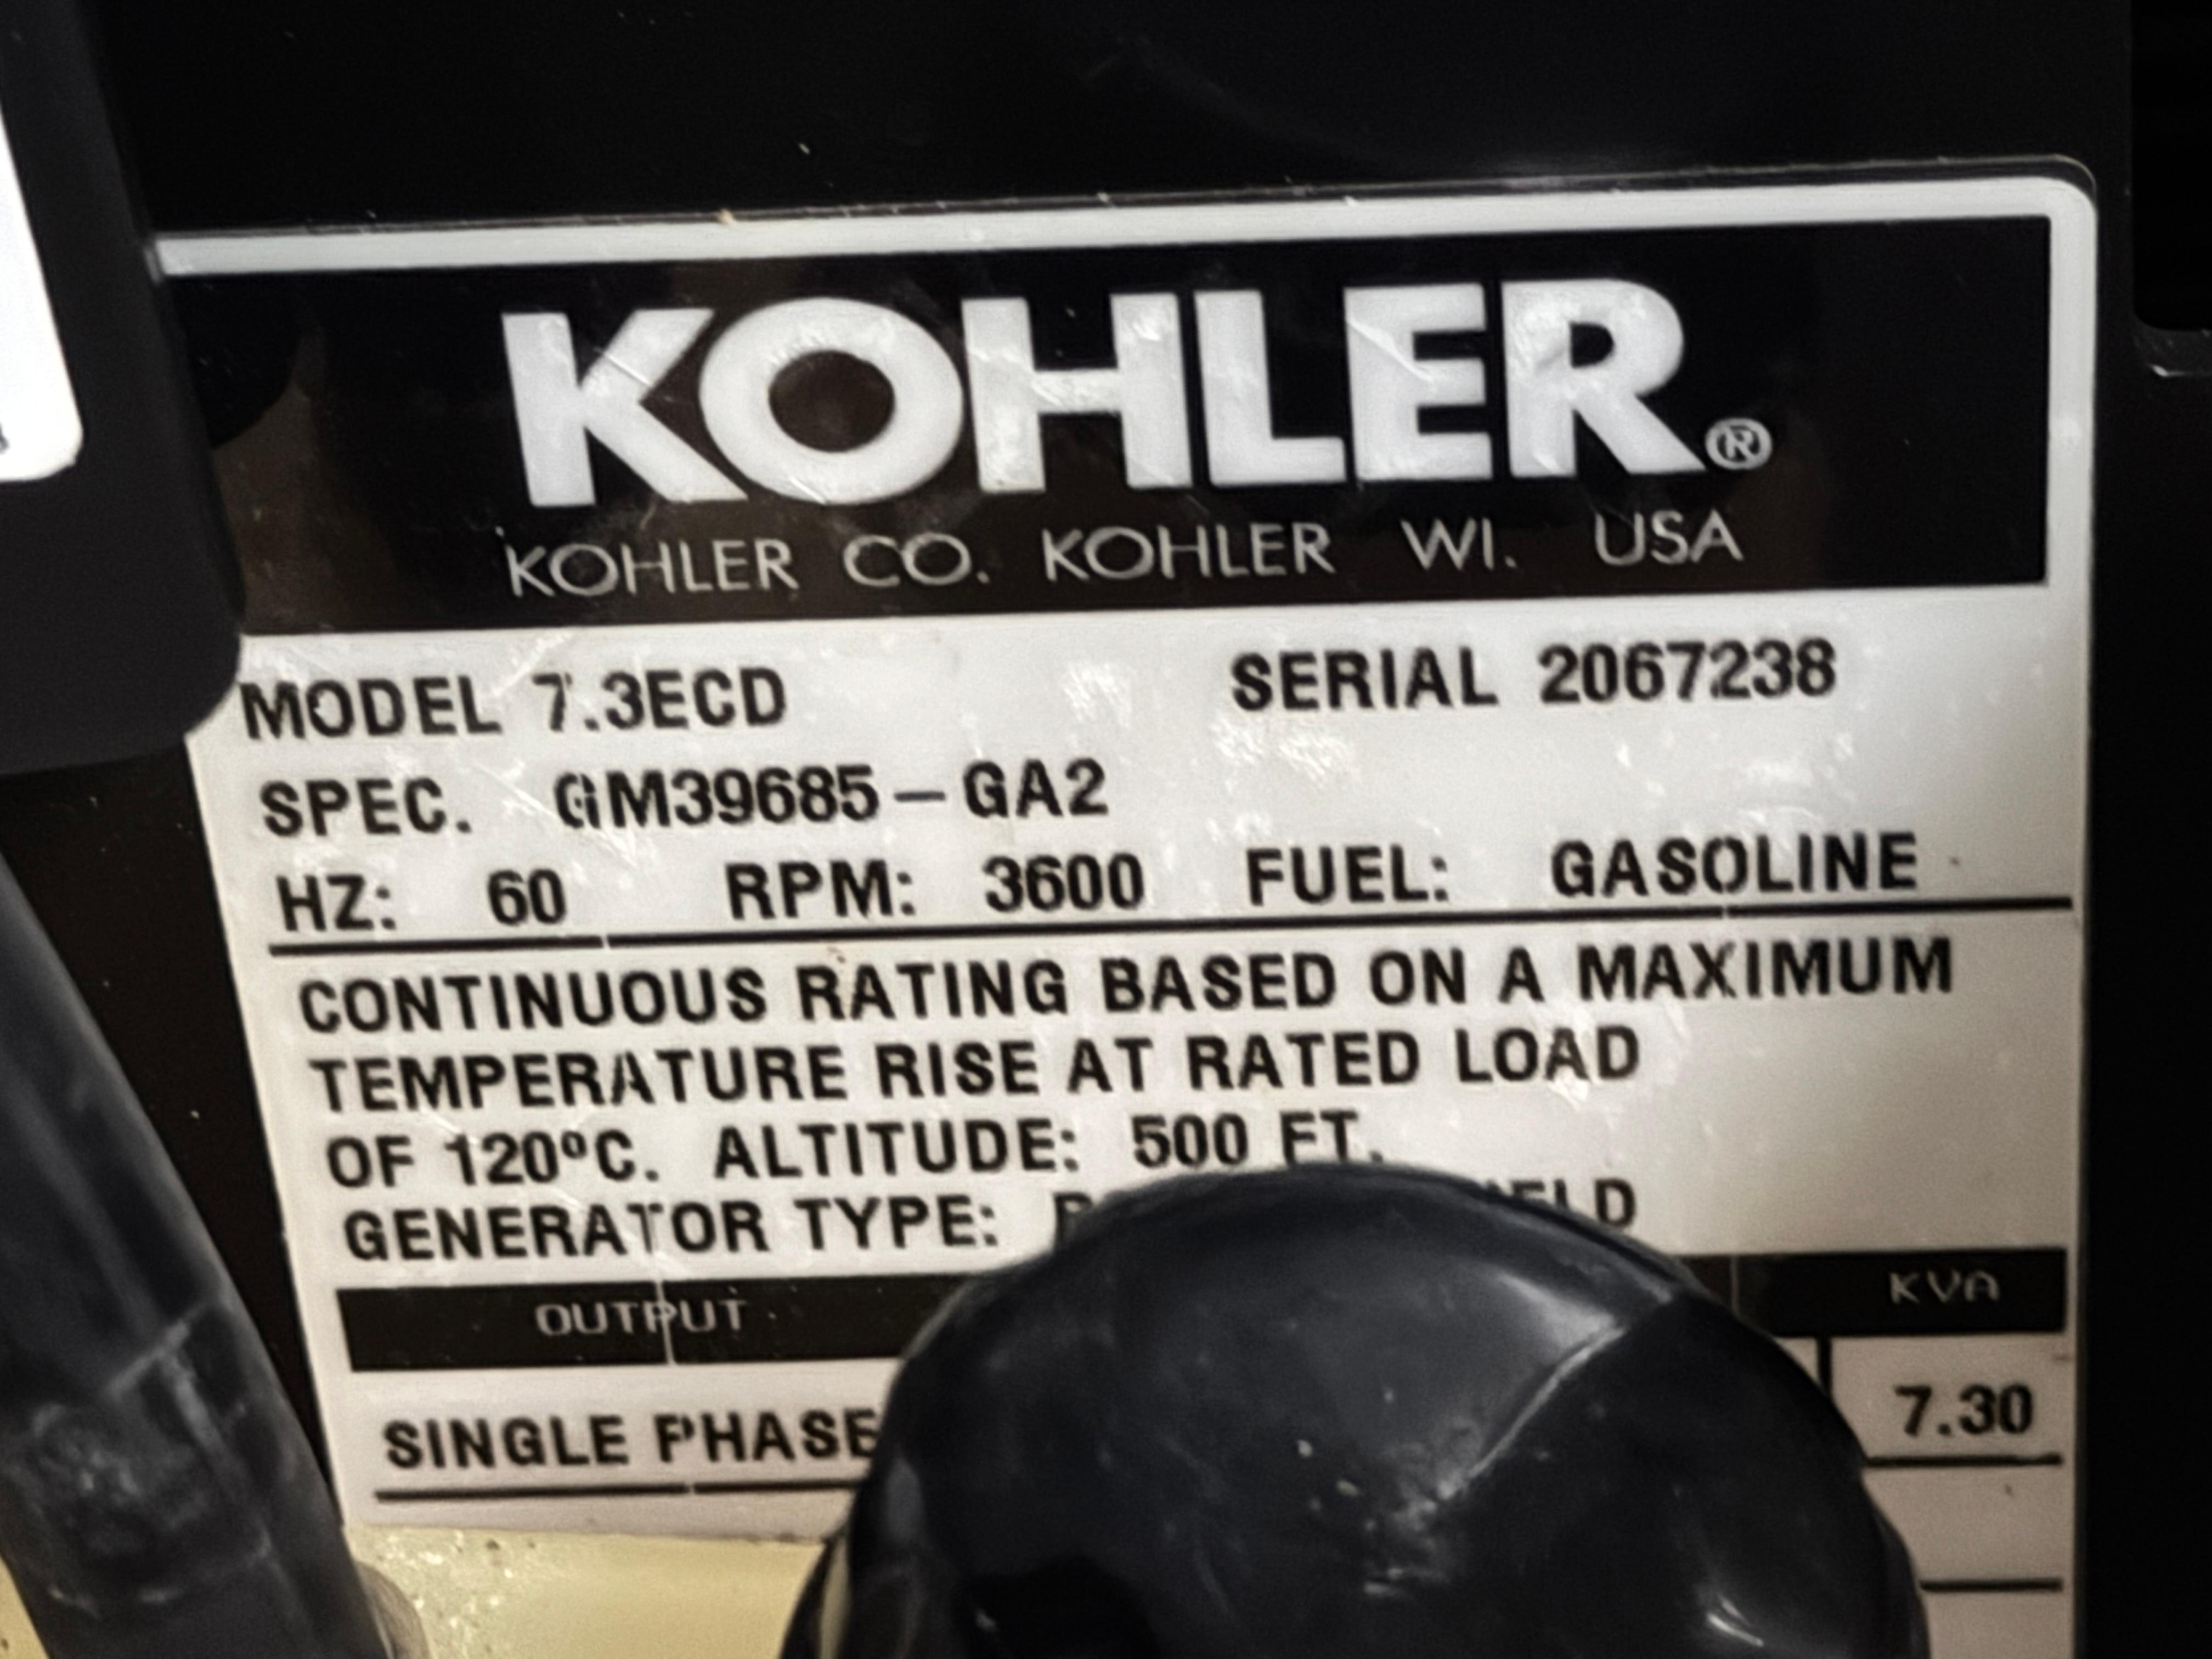 KOHLER®
KOHLER CO. KOHLER WI. USA
MODEL 7.3ECD SERIAL 2067238
SPEC. GM39685-GA2
HZ: 60 RPM: 3600 FUEL: GASOLINE
CONTINUOUS RATING BASED ON A MAXIMUM
TEMPERATURE RISE AT RATED LOAD
OF 120ºC. ALTITUDE: 500 FT.
GENERATOR TYPE:
OUTPUT KVA
SINGLE PHASE 7.30